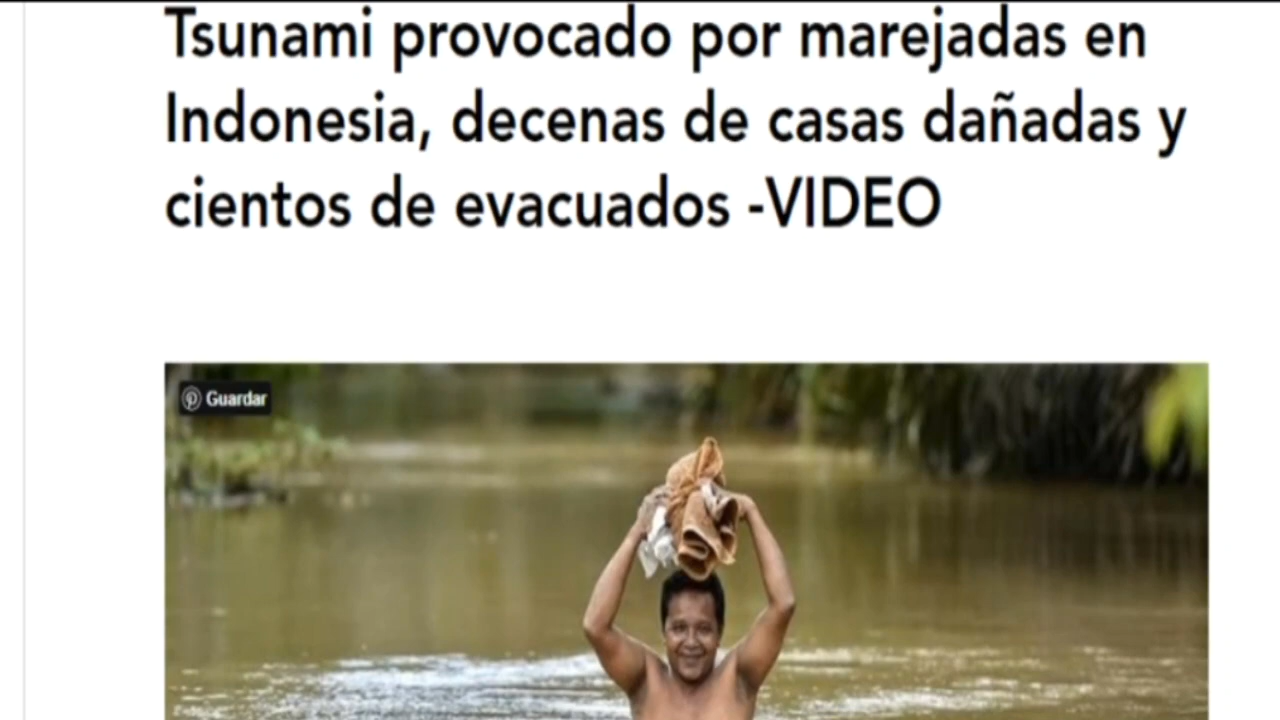 Tsunami provocado por marejadas en
Indonesia, decenas de casas dañadas y
cientos de evacuados -VIDEO
Guardar